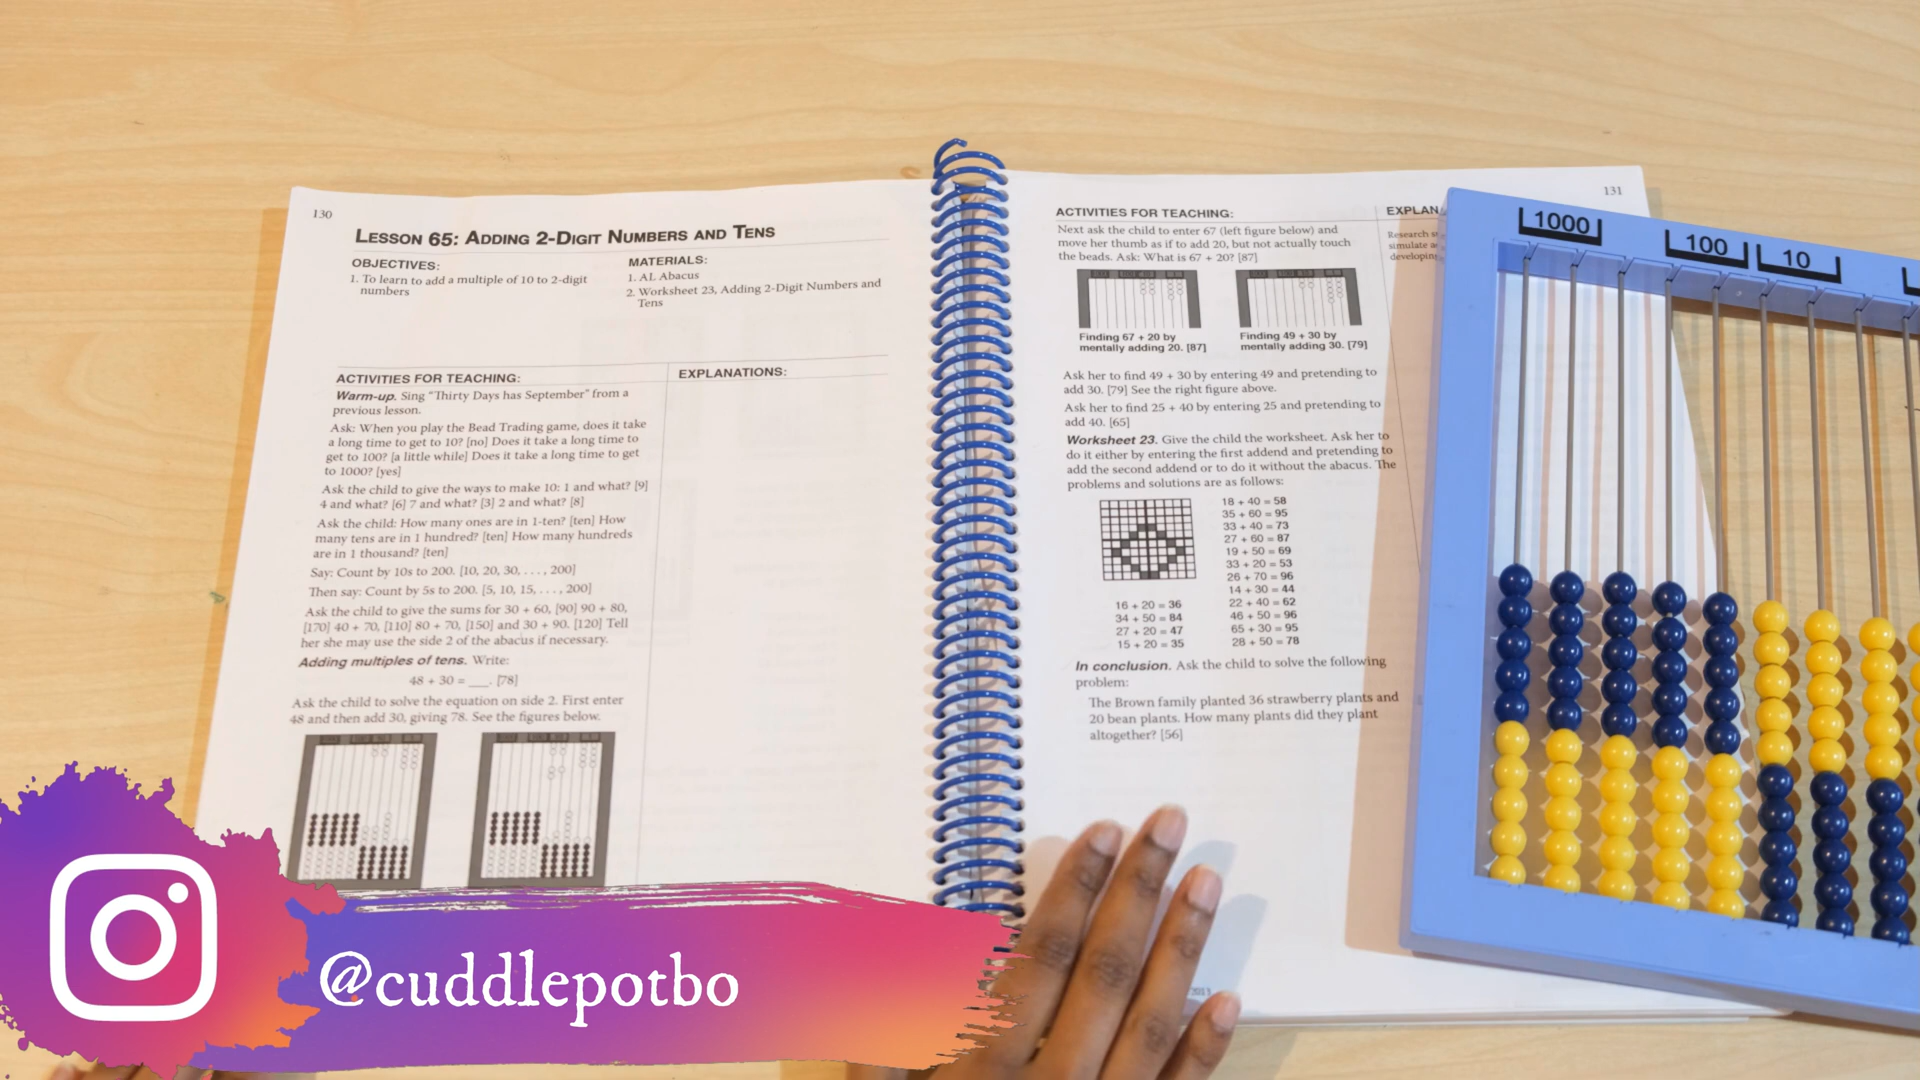 130
LESSON 65: ADDING 2-DIGIT NUMBERS AND TENS
OBJECTIVES:
1. To learn to add a multiple of 10 to 2-digit
numbers
MATERIALS:
1. AL Abacus
2. Worksheet 23, Adding 2-Digit Numbers and
Tens
ACTIVITIES FOR TEACHING:
EXPLANATIONS:
Warm-up. Sing "Thirty Days has September" from a
previous lesson.
Ask: When you play the Bead Trading game, does it take
a long time to get to 10? [no] Does it take a long time to
get to 100? [a little while] Does it take a long time to get
to 1000? [yes]
Ask the child to give the ways to make 10: 1 and what? [9]
4 and what? [6] 7 and what? [3] 2 and what? [8]
Ask the child: How many ones are in 1-ten? [ten] How
many tens are in 1 hundred? [ten] How many hundreds
are in 1 thousand? [ten]
Say: Count by 10s to 200. [10, 20, 30, . . . , 200]
Then say: Count by 5s to 200. [5, 10, 15, . . . , 200]
Ask the child to give the sums for 30 + 60, [90] 90 + 80,
[170] 40 + 70, [110] 80 + 70, [150] and 30 + 90. [120] Tell
her she may use the side 2 of the abacus if necessary.
Adding multiples of tens. Write:
48 + 30 = ___. [78]
Ask the child to solve the equation on side 2. First enter
48 and then add 30, giving 78. See the figures below.
131
ACTIVITIES FOR TEACHING:
EXPLAN
Next ask the child to enter 67 (left figure below) and
move her thumb as if to add 20, but not actually touch
the beads. Ask: What is 67 + 20? [87]
Research
simulate
developing
Finding 67 + 20 by
mentally adding 20. [87]
Finding 49 + 30 by
mentally adding 30. [79]
Ask her to find 49 + 30 by entering 49 and pretending to
add 30. [79] See the right figure above.
Ask her to find 25 + 40 by entering 25 and pretending to
add 40. [65]
Worksheet 23. Give the child the worksheet. Ask her to
do it either by entering the first addend and pretending to
add the second addend or to do it without the abacus. The
problems and solutions are as follows:
16 + 20 = 36
34 + 50 = 84
27 + 20 = 47
15 + 20 = 35
18 + 40 = 58
35 + 60 = 95
33 + 40 = 73
27 + 60 = 87
19 + 50 = 69
33 + 20 = 53
26 + 70 = 96
14 + 30 = 44
22 + 40 = 62
46 + 50 = 96
65 + 30 = 95
28 + 50 = 78
In conclusion. Ask the child to solve the following
problem:
The Brown family planted 36 strawberry plants and
20 bean plants. How many plants did they plant
altogether? [56]
1000
100
10
@cuddlepotbo